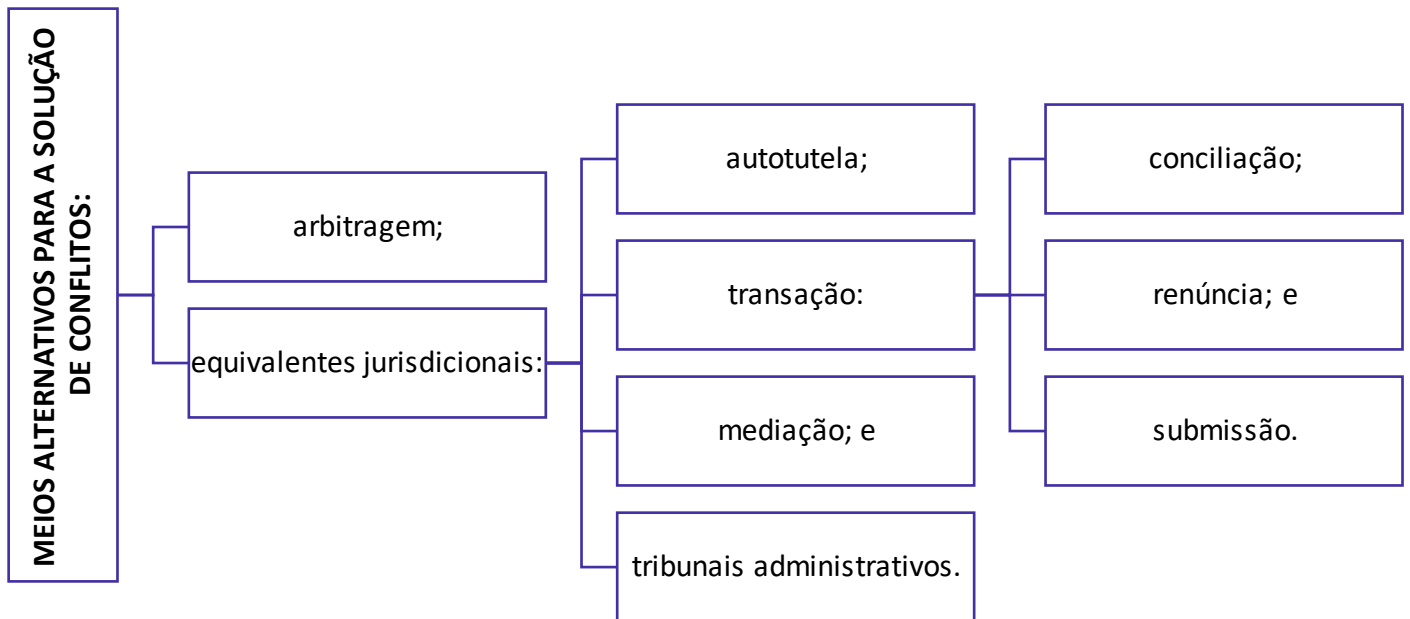 MEIOS ALTERNATIVOS PARA A SOLUÇÃO
DE CONFLITOS:
arbitragem;
equivalentes jurisdicionais:
autotutela;
transação:
mediação; e
tribunais administrativos.
conciliação;
renúncia; e
submissão.